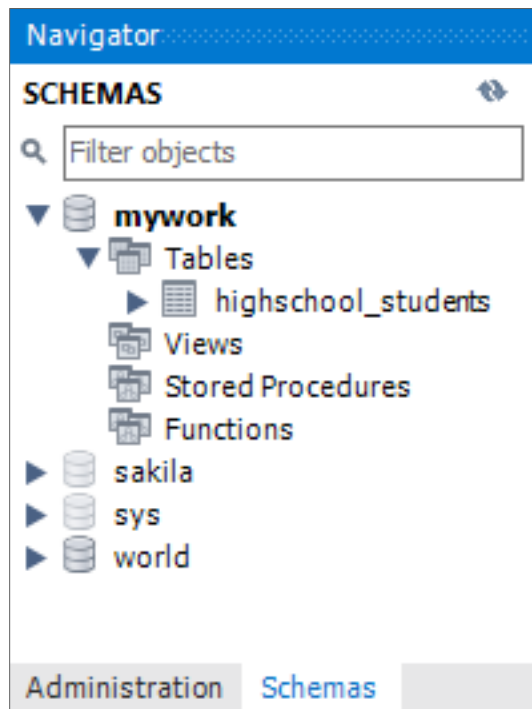 Navigator
SCHEMAS
Filter objects
mywork
Tables
highschool_students
Views
Stored Procedures
Functions
sakila
sys
world
Administration Schemas